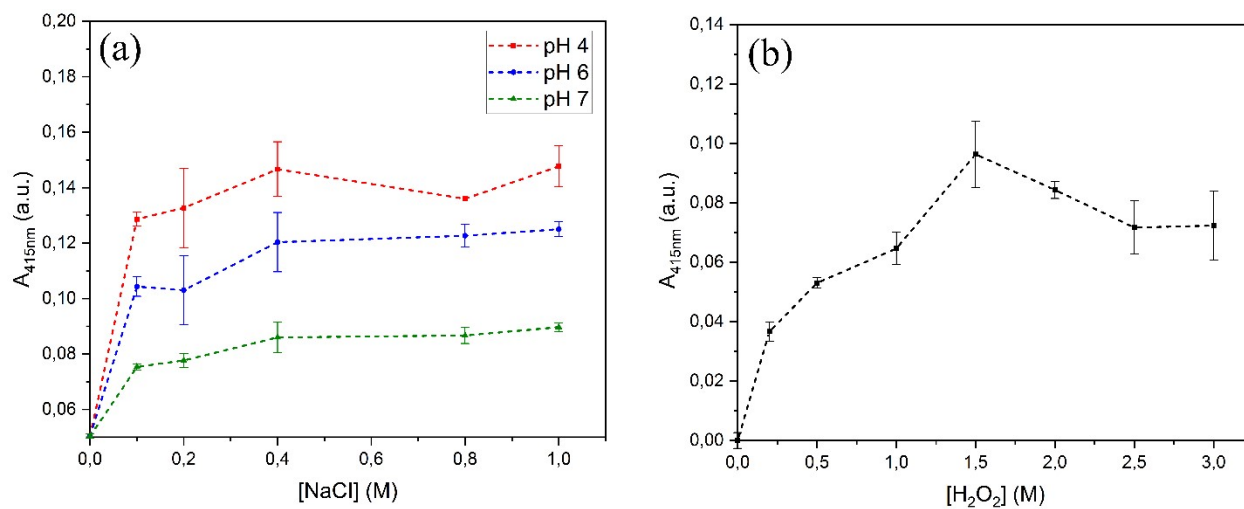 (a)
pH 4
pH 6
pH 7
A415nm (a.u.)
0,20
0,18
0,16
0,14
0,12
0,10
0,08
0,06
0,0 0,2 0,4 0,6 0,8 1,0
[NaCl] (M)
(b)
A415nm (a.u.)
0,14
0,12
0,10
0,08
0,06
0,04
0,02
0,00
0,0 0,5 1,0 1,5 2,0 2,5 3,0
[H2O2] (M)